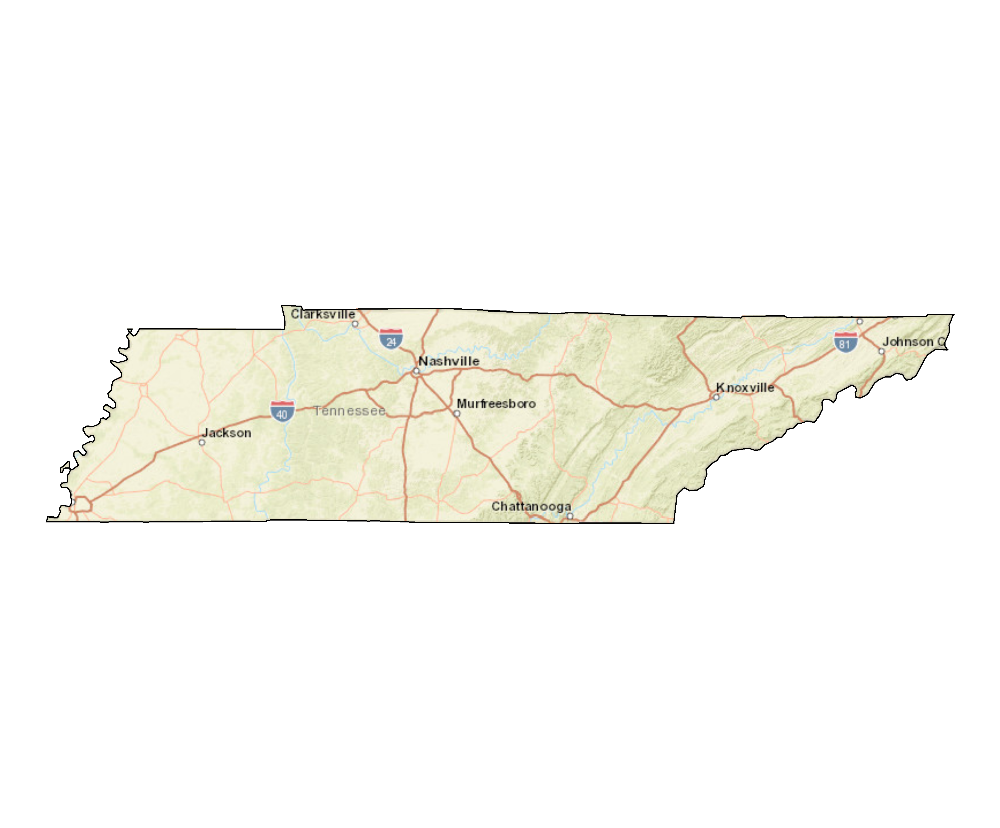 Clarksville
24
81
Johnson C
Nashville
Knoxville
Murfreesboro
40
Tennessee
Jackson
Chattanooga